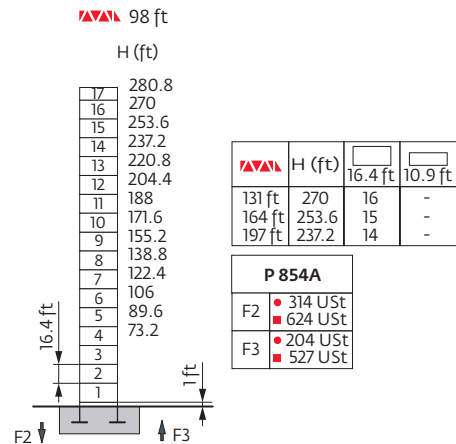 98 ft
H (ft)
17 280.8
16 270
15 253.6
14 237.2
13 220.8
12 204.4
11 188
10 171.6
9 155.2
8 138.8
7 122.4
6 106
5 89.6
4 73.2
3
2
1
16.4 ft
1 ft
F2
F3
H (ft) 16.4 ft 10.9 ft
131 ft 270 16 -
164 ft 253.6 15 -
197 ft 237.2 14 -
P 854A
F2 ● 314 USt
■ 624 USt
F3 ● 204 USt
■ 527 USt